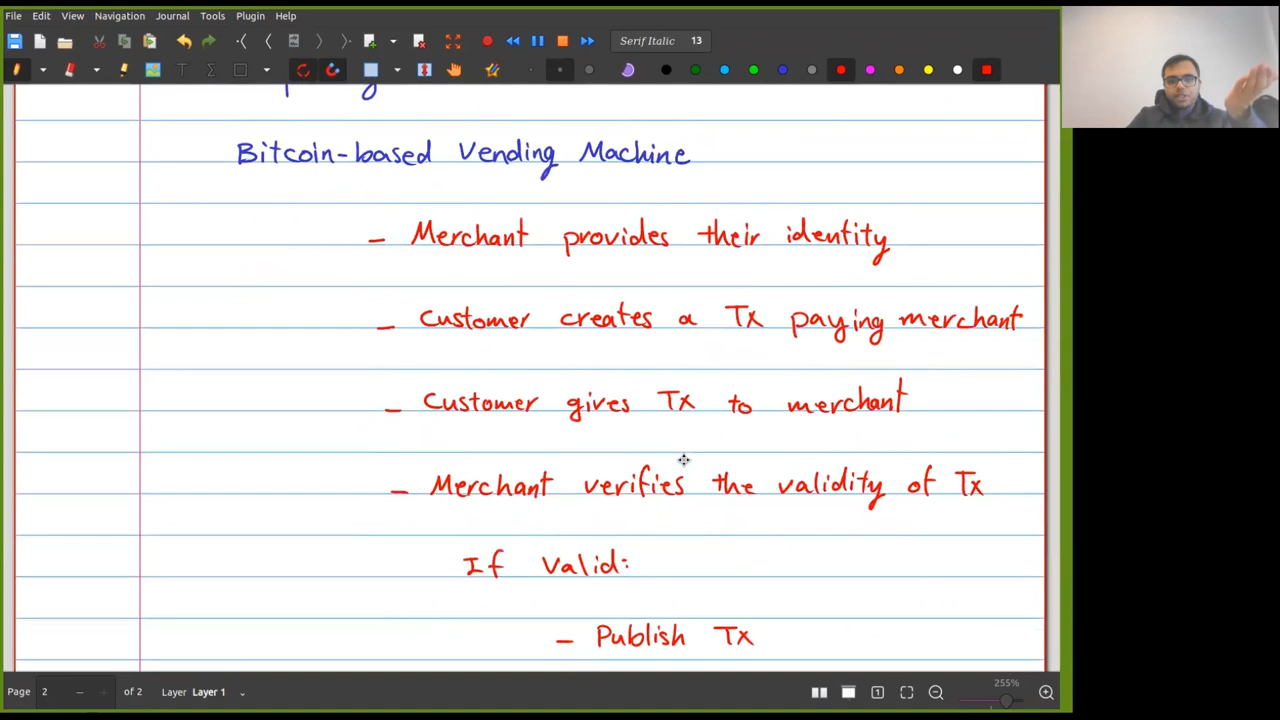 File Edit View Navigation Journal Tools Plugin Help
Serif Italic 13
Bitcoin-based Vending Machine
- Merchant provides their identity
- Customer creates a Tx paying merchant
- Customer gives Tx to merchant
- Merchant verifies the validity of Tx
If valid:
- Publish Tx
Page 2 of 2 Layer Layer 1 255%